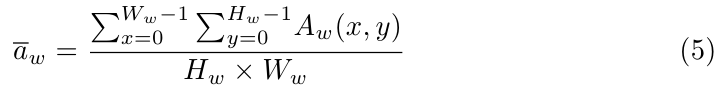 \overline{a}_w = \frac{\sum_{x=0}^{W_w-1} \sum_{y=0}^{H_w-1} A_w(x, y)}{H_w \times W_w} (5)